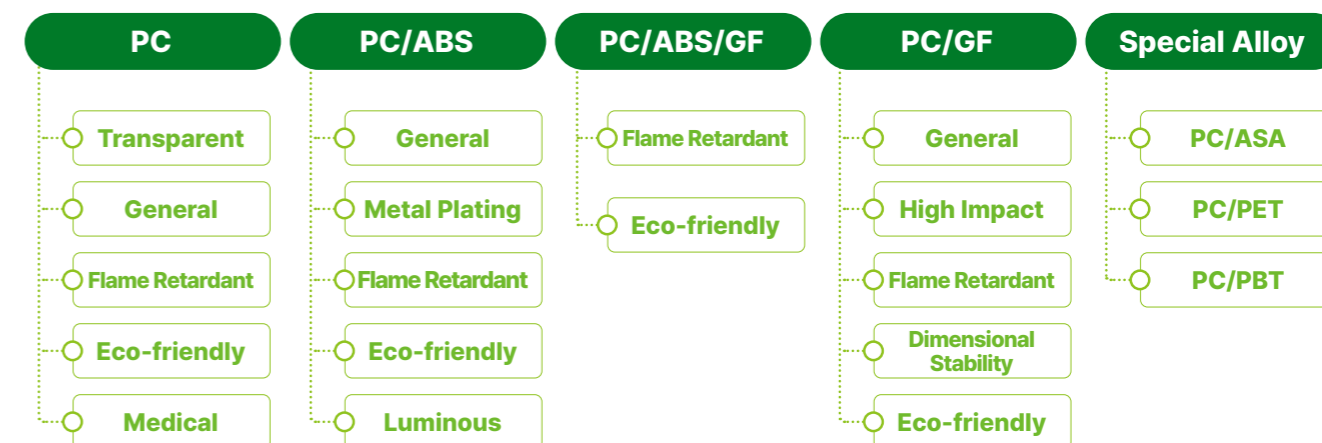 PC
Transparent
General
Flame Retardant
Eco-friendly
Medical
PC/ABS
General
Metal Plating
Flame Retardant
Eco-friendly
Luminous
PC/ABS/GF
Flame Retardant
Eco-friendly
PC/GF
General
High Impact
Flame Retardant
Dimensional
Stability
Eco-friendly
Special Alloy
PC/ASA
PC/PET
PC/PBT